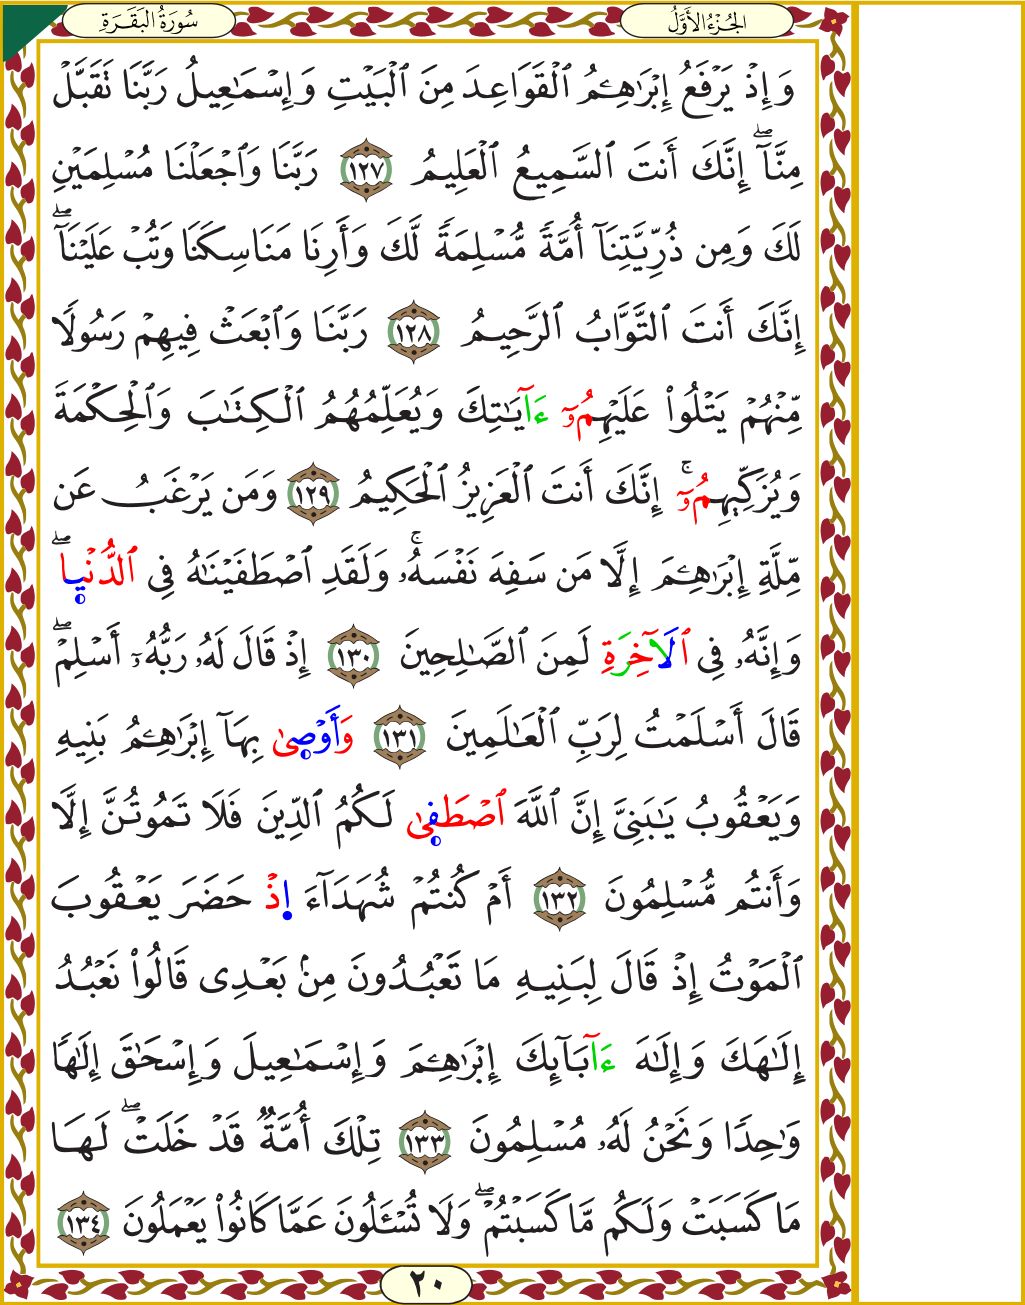 سُورَةُ البَقَرَةِ
الجُزْءُ الأَوَّلُ
وَإِذۡ يَرۡفَعُ إِبۡرَٰهِـۧمُ ٱلۡقَوَاعِدَ مِنَ ٱلۡبَيۡتِ وَإِسۡمَٰعِيلُ رَبَّنَا تَقَبَّلۡ
مِنَّآۖ إِنَّكَ أَنتَ ٱلسَّمِيعُ ٱلۡعَلِيمُ ١٢٧ رَبَّنَا وَٱجۡعَلۡنَا مُسۡلِمَيۡنِ
لَكَ وَمِن ذُرِّيَّتِنَآ أُمَّةٗ مُّسۡلِمَةٗ لَّكَ وَأَرِنَا مَنَاسِكَنَا وَتُبۡ عَلَيۡنَآۖ
إِنَّكَ أَنتَ ٱلتَّوَّابُ ٱلرَّحِيمُ ١٢٨ رَبَّنَا وَٱبۡعَثۡ فِيهِمۡ رَسُولٗا
مِّنۡهُمۡ يَتۡلُواْ عَلَيۡهِمُۥٓ ءَآيَٰتِكَ وَيُعَلِّمُهُمُ ٱلۡكِتَٰبَ وَٱلۡحِكۡمَةَ
وَيُزَكِّيهِمُۥٓۚ إِنَّكَ أَنتَ ٱلۡعَزِيزُ ٱلۡحَكِيمُ ١٢٩ وَمَن يَرۡغَبُ عَن
مِّلَّةِ إِبۡرَٰهِـۧمَ إِلَّا مَن سَفِهَ نَفۡسَهُۥۚ وَلَقَدِ ٱصۡطَفَيۡنَٰهُ فِي ٱلدُّنۡيٜاۖ
وَإِنَّهُۥ فِي ٱلَآخِرَةِ لَمِنَ ٱلصَّٰلِحِينَ ١٣٠ إِذۡ قَالَ لَهُۥ رَبُّهُۥٓ أَسۡلِمۡۖ
قَالَ أَسۡلَمۡتُ لِرَبِّ ٱلۡعَٰلَمِينَ ١٣١ وَأَوۡصٜىٰ بِهَآ إِبۡرَٰهِـۧمُ بَنِيهِ
وَيَعۡقُوبُ يَٰبَنِيَّ إِنَّ ٱللَّهَ ٱصۡطَفٜىٰ لَكُمُ ٱلدِّينَ فَلَا تَمُوتُنَّ إِلَّا
وَأَنتُم مُّسۡلِمُونَ ١٣٢ أَمۡ كُنتُمۡ شُهَدَآءَ ا۪ذۡ حَضَرَ يَعۡقُوبَ
ٱلۡمَوۡتُ إِذۡ قَالَ لِبَنِيهِ مَا تَعۡبُدُونَ مِنۢ بَعۡدِي قَالُواْ نَعۡبُدُ
إِلَٰهَكَ وَإِلَٰهَ ءَآبَآئِكَ إِبۡرَٰهِـۧمَ وَإِسۡمَٰعِيلَ وَإِسۡحَٰقَ إِلَٰهٗا
وَٰحِدٗا وَنَحۡنُ لَهُۥ مُسۡلِمُونَ ١٣٣ تِلۡكَ أُمَّةٞ قَدۡ خَلَتۡۖ لَهَا
مَا كَسَبَتۡ وَلَكُم مَّا كَسَبۡتُمۡۖ وَلَا تُسۡـَٔلُونَ عَمَّا كَانُواْ يَعۡمَلُونَ ١٣٤
٢٠